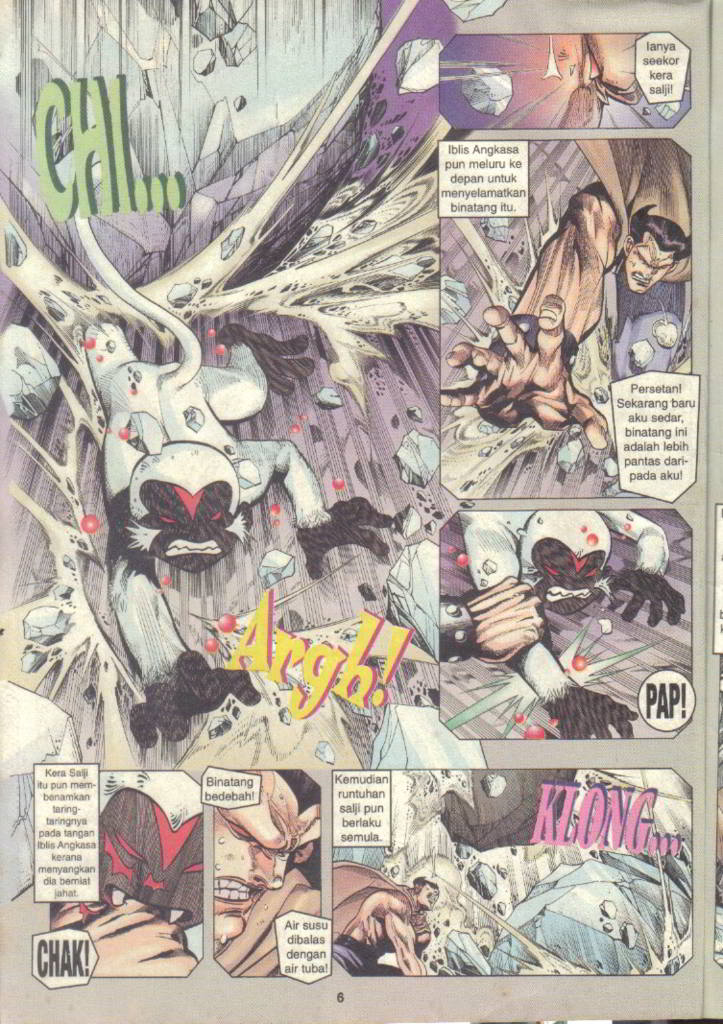 CHI...
Ianya
seekor
kera
salji!
Iblis Angkasa
pun meluru ke
depan untuk
menyelamatkan
binatang itu.
Persetan!
Sekarang baru
aku sedar,
binatang ini
adalah lebih
pantas dari-
pada aku!
Argh!
PAP!
Kera Salji
itu pun mem-
benamkan
taring-
taringnya
pada tangan
Iblis Angkasa
kerana
menyangkan
dia berniat
jahat.
CHAK!
Binatang
bedebah!
Air susu
dibalas
dengan
air tuba!
Kemudian
runtuhan
salji pun
berlaku
semula.
KLONG...
6